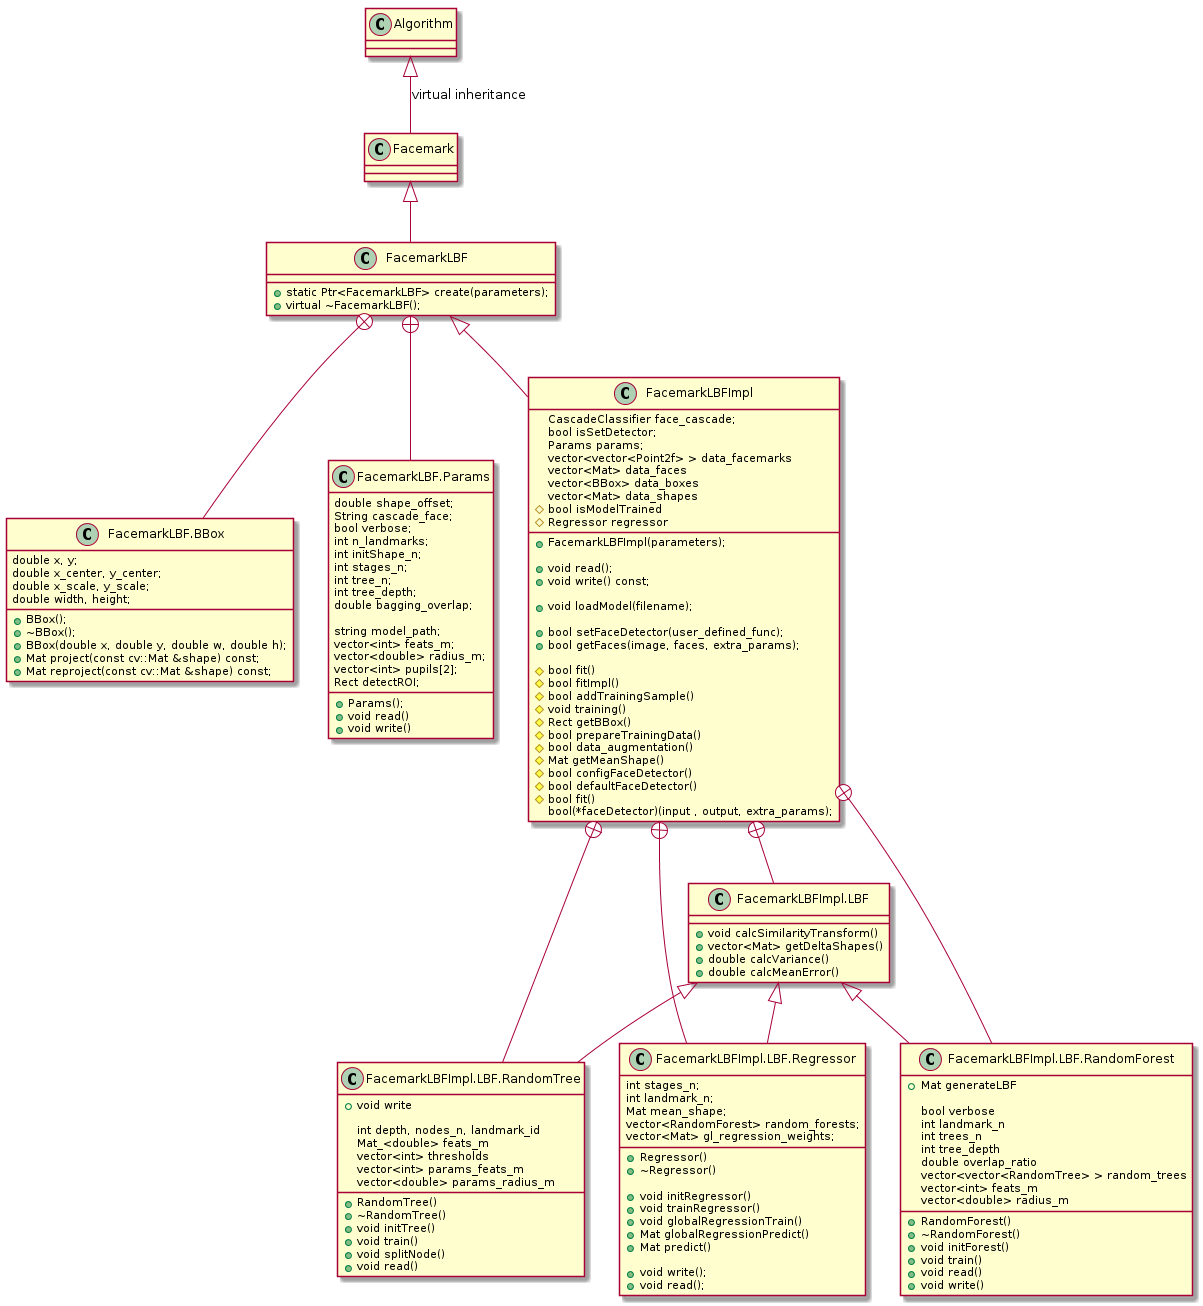 C Algorithm
virtual inheritance
C Facemark
C FacemarkLBF
static Ptr<FacemarkLBF> create(parameters);
virtual ~FacemarkLBF();
C FacemarkLBFImpl
CascadeClassifier face_cascade;
bool isSetDetector;
Params params;
vector<vector<Point2f> > data_facemarks
vector<Mat> data_faces
vector<BBox> data_boxes
vector<Mat> data_shapes
bool isModelTrained
Regressor regressor
FacemarkLBFImpl(parameters);
void read();
void write() const;
void loadModel(filename);
bool setFaceDetector(user_defined_func);
bool getFaces(image, faces, extra_params);
bool fit()
bool fitImpl()
bool addTrainingSample()
void training()
Rect getBBox()
bool prepareTrainingData()
bool data_augmentation()
Mat getMeanShape()
bool configFaceDetector()
bool defaultFaceDetector()
bool fit()
bool(*faceDetector)(input , output, extra_params);
C FacemarkLBF.Params
double shape_offset;
String cascade_face;
bool verbose;
int n_landmarks;
int initShape_n;
int stages_n;
int tree_n;
int tree_depth;
double bagging_overlap;
string model_path;
vector<int> feats_m;
vector<double> radius_m;
vector<int> pupils[2];
Rect detectROI;
Params();
void read()
void write()
C FacemarkLBF.BBox
double x, y;
double x_center, y_center;
double x_scale, y_scale;
double width, height;
BBox();
~BBox();
BBox(double x, double y, double w, double h);
Mat project(const cv::Mat &shape) const;
Mat reproject(const cv::Mat &shape) const;
C FacemarkLBFImpl.LBF
void calcSimilarityTransform()
vector<Mat> getDeltaShapes()
double calcVariance()
double calcMeanError()
C FacemarkLBFImpl.LBF.RandomTree
void write
int depth, nodes_n, landmark_id
Mat_<double> feats_m
vector<int> thresholds
vector<int> params_feats_m
vector<double> params_radius_m
RandomTree()
~RandomTree()
void initTree()
void train()
void splitNode()
void read()
C FacemarkLBFImpl.LBF.Regressor
int stages_n;
int landmark_n;
Mat mean_shape;
vector<RandomForest> random_forests;
vector<Mat> gl_regression_weights;
Regressor()
~Regressor()
void initRegressor()
void trainRegressor()
void globalRegressionTrain()
Mat globalRegressionPredict()
Mat predict()
void write();
void read();
C FacemarkLBFImpl.LBF.RandomForest
Mat generateLBF
bool verbose
int landmark_n
int trees_n
int tree_depth
double overlap_ratio
vector<vector<RandomTree> > random_trees
vector<int> feats_m
vector<double> radius_m
RandomForest()
~RandomForest()
void initForest()
void train()
void read()
void write()